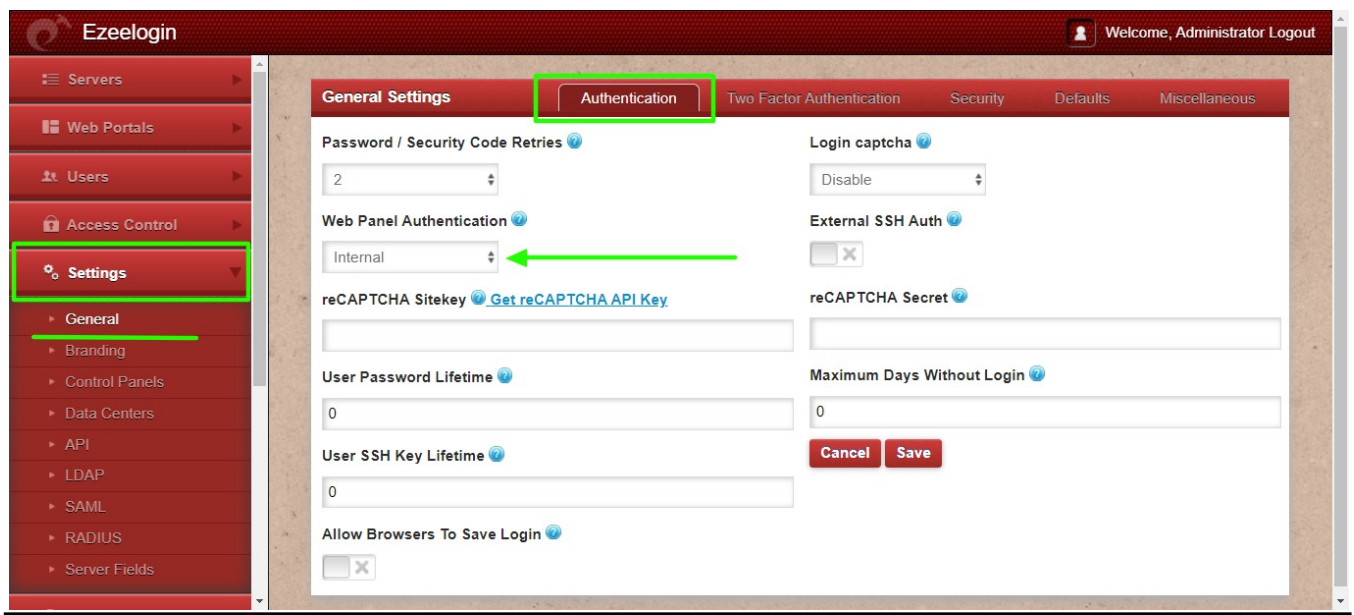 Ezeelogin
Welcome, Administrator Logout
Servers
Web Portals
Users
Access Control
Settings
General
Branding
Control Panels
Data Centers
API
LDAP
SAML
RADIUS
Server Fields
General Settings
Authentication
Two Factor Authentication
Security
Defaults
Miscellaneous
Password / Security Code Retries
2
Login captcha
Disable
Web Panel Authentication
Internal
External SSH Auth
reCAPTCHA Sitekey Get reCAPTCHA API Key
reCAPTCHA Secret
User Password Lifetime
0
Maximum Days Without Login
0
Cancel
Save
User SSH Key Lifetime
0
Allow Browsers To Save Login